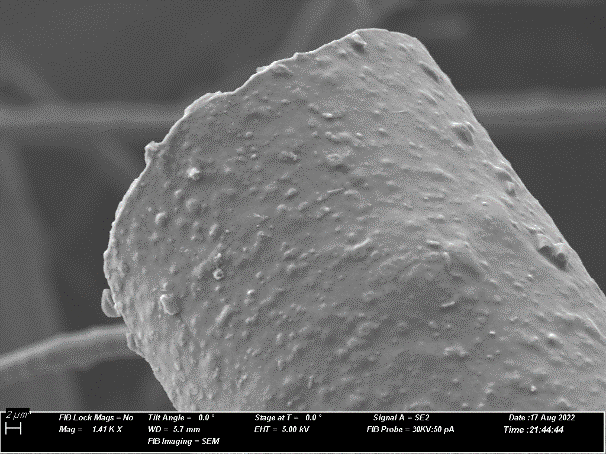 2 µm
FIB Lock Mags = No Tilt Angle = 0.0 ° Stage at T = 0.0 ° Signal A = SE2 Date :17 Aug 2022
Mag = 1.41 K X WD = 5.7 mm EHT = 5.00 kV FIB Probe = 30KV:50 pA Time :21:44:44
FIB Imaging = SEM